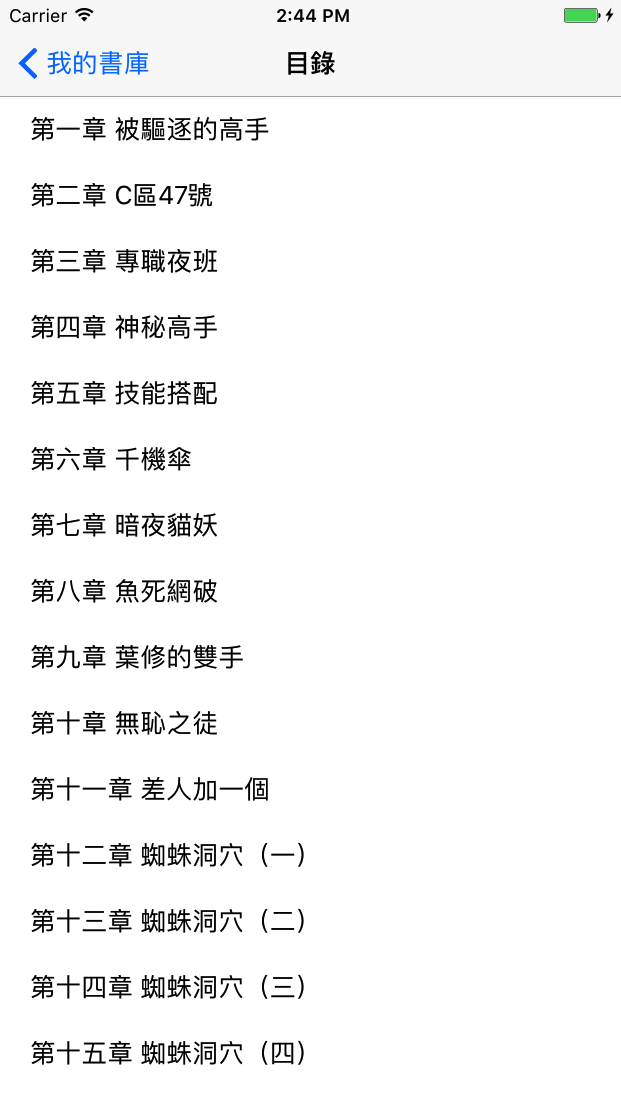 Carrier 2:44 PM
我的書庫 目錄
第一章 被驅逐的高手
第二章 C區47號
第三章 專職夜班
第四章 神秘高手
第五章 技能搭配
第六章 千機傘
第七章 暗夜貓妖
第八章 魚死網破
第九章 葉修的雙手
第十章 無恥之徒
第十一章 差人加一個
第十二章 蜘蛛洞穴（一）
第十三章 蜘蛛洞穴（二）
第十四章 蜘蛛洞穴（三）
第十五章 蜘蛛洞穴（四）